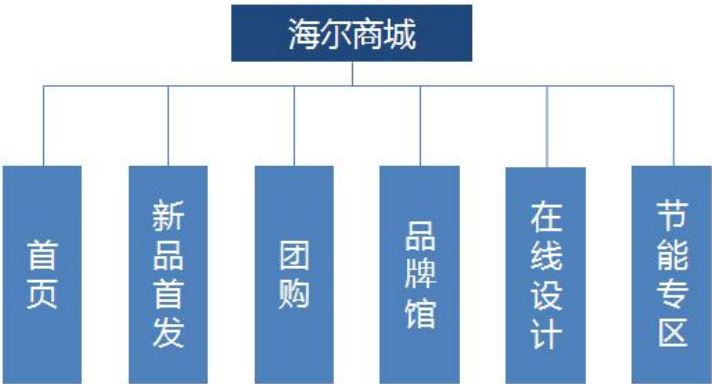 海尔商城
首页
新品首发
团购
品牌馆
在线设计
节能专区